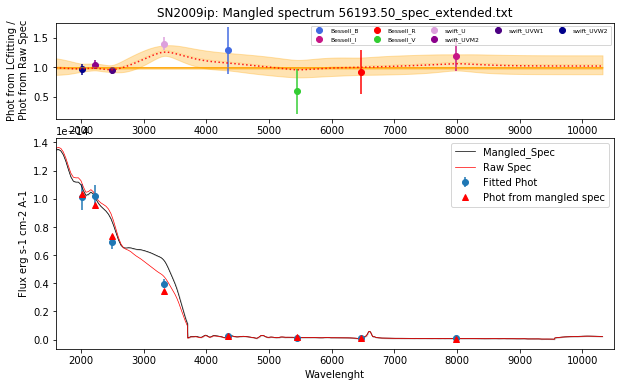 SN2009ip: Mangled spectrum 56193.50_spec_extended.txt
Phot from LCfitting /
Phot from Raw Spec
1.5
1.0
0.5
Bessell_B Bessell_R swift_U swift_UVW1 swift_UVW2
Bessell_I Bessell_V swift_UVM2
2000 3000 4000 5000 6000 7000 8000 9000 10000
1e−14
Flux erg s-1 cm-2 A-1
1.4
1.2
1.0
0.8
0.6
0.4
0.2
0.0
Mangled_Spec
Raw Spec
Fitted Phot
Phot from mangled spec
2000 3000 4000 5000 6000 7000 8000 9000 10000
Wavelenght